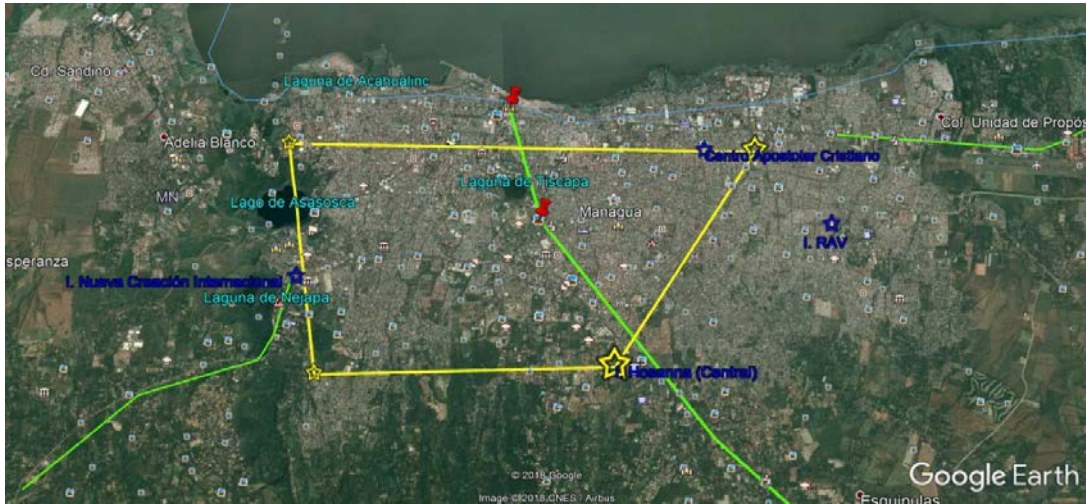 Cd. Sandino
Laguna de Acahualinc
Adelia Blanco
Col. Unidad de Propós
Centro Apostolar Cristiano
MN
Laguna de Tiscapa
Lago de Asasosca
Managua
I. RAV
esperanza
I. Nueva Creación Internacional
Laguna de Nejapa
Hosanna (Central)
© 2018 Google
Image © 2018 CNES / Airbus
Google Earth
Esquipulas